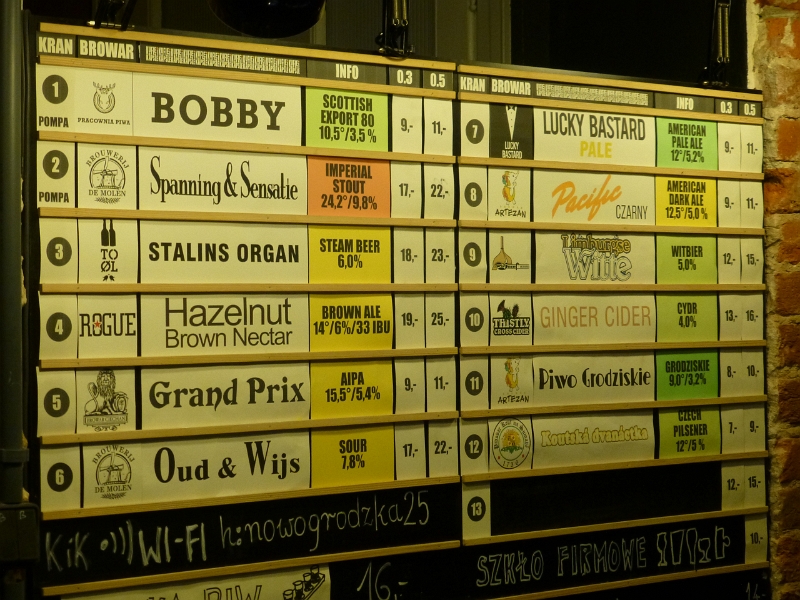 KRAN BROWAR INFO 0.3 0.5
1 POMPA PRACOWNIA PIWA BOBBY SCOTTISH EXPORT 80 10,5°/3,5 % 9,- 11,-
2 POMPA BROUWERIJ DE MOLEN Spanning & Sensatie IMPERIAL STOUT 24,2°/9,8% 17,- 22,-
3 TO ØL STALINS ORGAN STEAM BEER 6,0% 18,- 23,-
4 ROGUE Hazelnut Brown Nectar BROWN ALE 14°/6%/33 IBU 19,- 25,-
5 Grand Prix AIPA 15,5°/5,4% 9,- 11,-
6 BROUWERIJ DE MOLEN Oud & Wijs SOUR 7,8% 17,- 22,-
KiK WI-FI h:nowogrodzka25
16,-
KRAN BROWAR INFO 0.3 0.5
7 LUCKY BASTARD LUCKY BASTARD PALE AMERICAN PALE ALE 12°/5,2% 9,- 11,-
8 ARTEZAN Pacific CZARNY AMERICAN DARK ALE 12,5°/5,0 % 9,- 11,-
9 Limburgse Witte WITBIER 5,0% 12,- 15,-
10 THISTLY CROSS CIDER GINGER CIDER CYDR 4.0% 13,- 16,-
11 ARTEZAN Piwo Grodziskie GRODZISKIE 9.0°/3,2% 8,- 10,-
12 Koutská dvanáctka CZECH PILSENER 12°/5 % 7,- 9,-
13 12,- 15,-
SZKŁO FIRMOWE 10,-